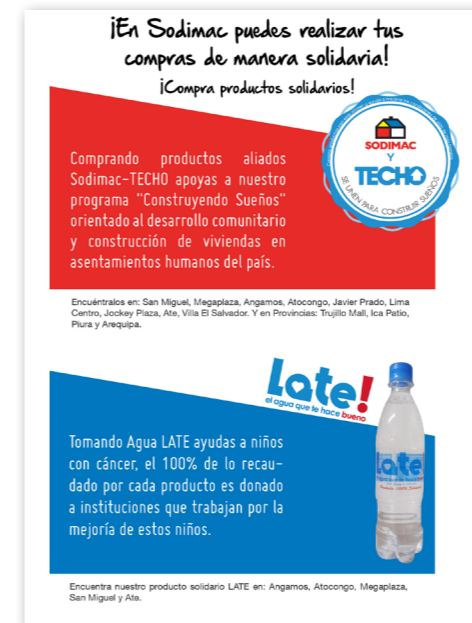 ¡En Sodimac puedes realizar tus
compras de manera solidaria!
¡Compra productos solidarios!
SODIMAC
Y
TECHO
SE UNEN PARA CONSTRUIR SUEÑOS
Comprando productos aliados
Sodimac-TECHO apoyas a nuestro
programa "Construyendo Sueños"
orientado al desarrollo comunitario
y construcción de viviendas en
asentamientos humanos del país.
Encuéntralos en: San Miguel, Megaplaza, Angamos, Atocongo, Javier Prado, Lima
Centro, Jockey Plaza, Ate, Villa El Salvador. Y en Provincias: Trujillo Mall, Ica Patio,
Piura y Arequipa.
Late!
el agua que te hace bueno
Tomando Agua LATE ayudas a niños
con cáncer, el 100% de lo recau-
dado por cada producto es donado
a instituciones que trabajan por la
mejoría de estos niños.
Late!
Encuentra nuestro producto solidario LATE en: Angamos, Atocongo, Megaplaza,
San Miguel y Ate.